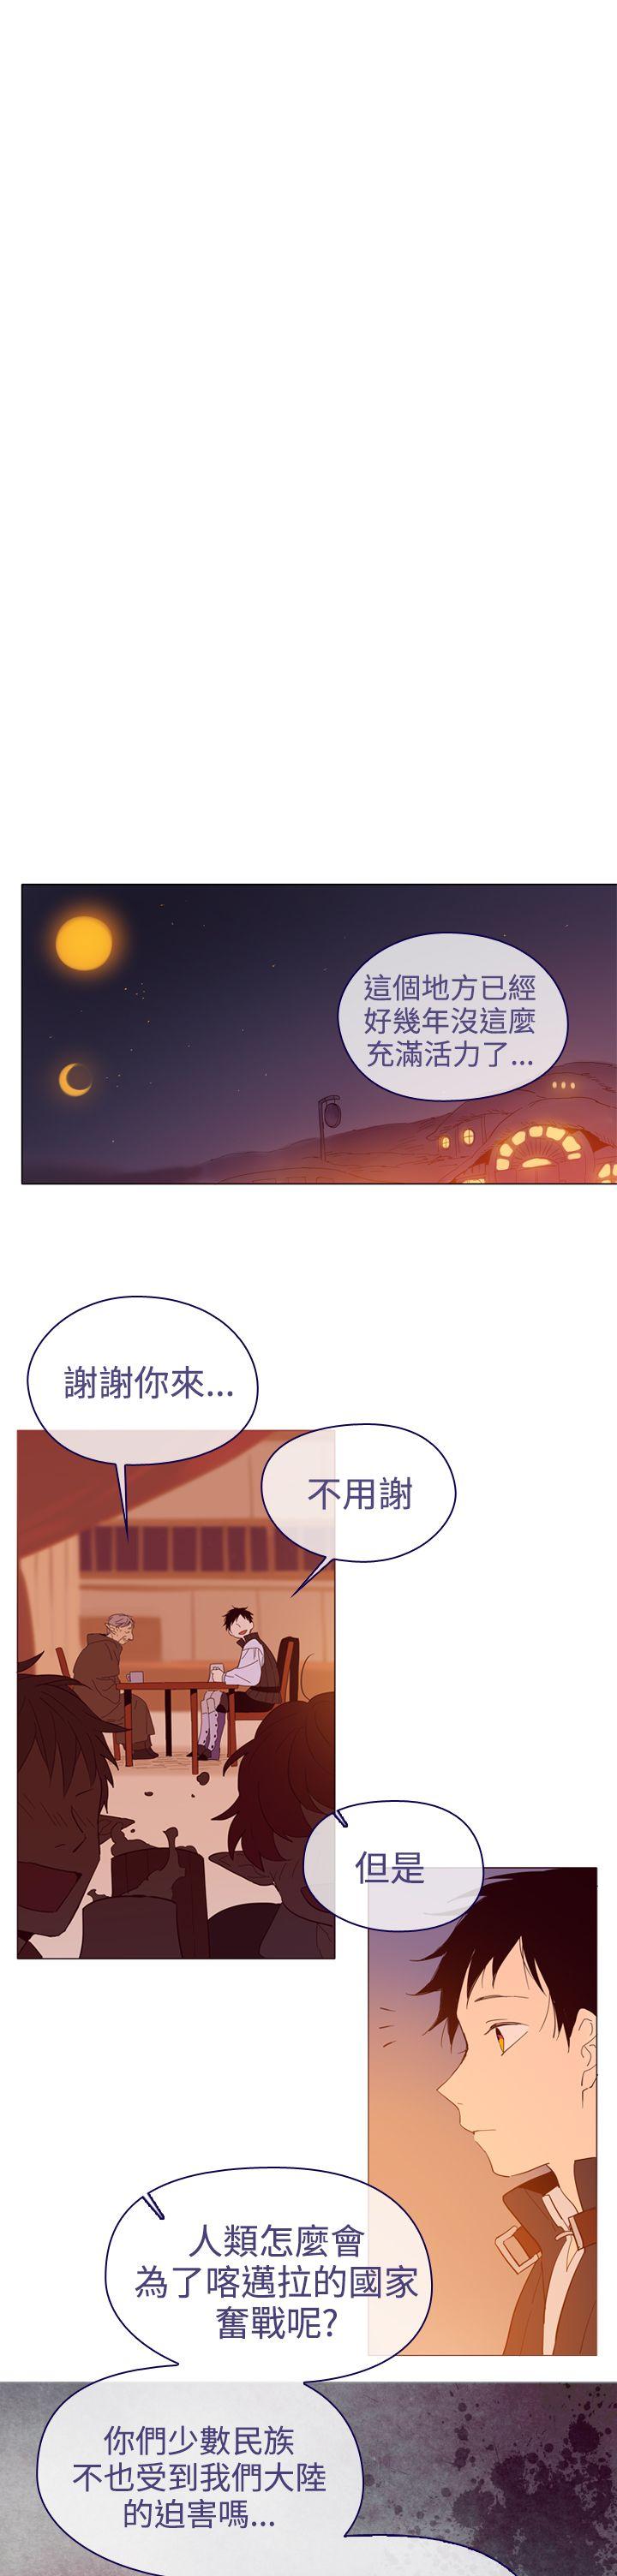 這個地方已經
好幾年沒這麼
充滿活力了...
謝謝你來...
不用謝
但是
人類怎麼會
為了喀邁拉的國家
奮戰呢?
你們少數民族
不也受到我們大陸
的迫害嗎...